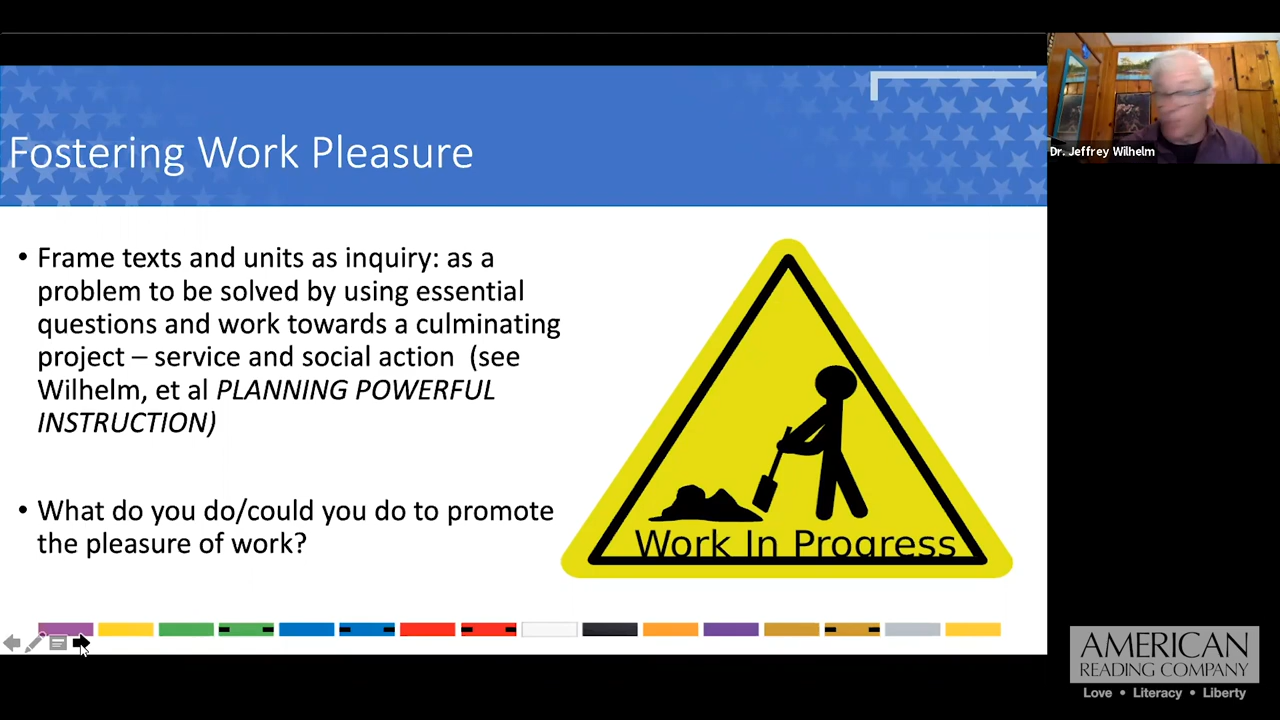 Fostering Work Pleasure
• Frame texts and units as inquiry: as a
problem to be solved by using essential
questions and work towards a culminating
project – service and social action (see
Wilhelm, et al PLANNING POWERFUL
INSTRUCTION)
• What do you do/could you do to promote
the pleasure of work?
Work In Progress
Dr. Jeffrey Wilhelm
AMERICAN
READING COMPANY
Love • Literacy • Liberty